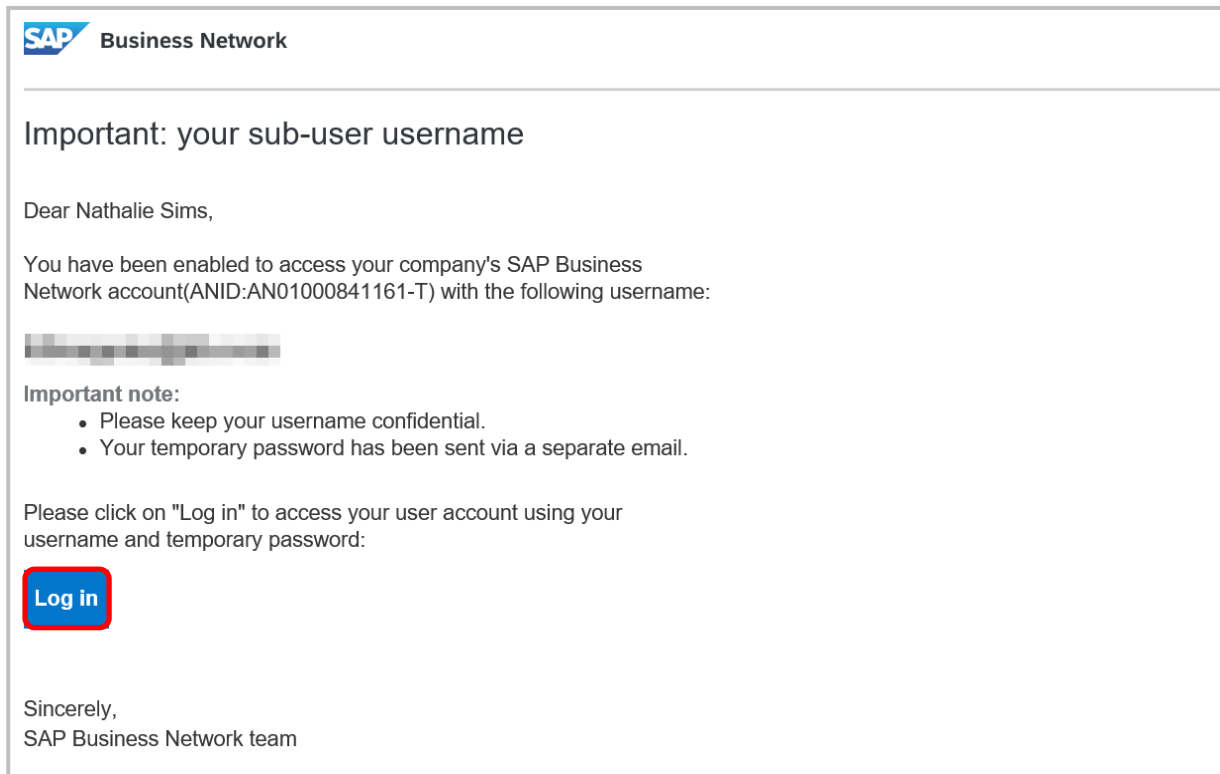 SAP Business Network
Important: your sub-user username
Dear Nathalie Sims,
You have been enabled to access your company's SAP Business
Network account(ANID:AN01000841161-T) with the following username:
Important note:
• Please keep your username confidential.
• Your temporary password has been sent via a separate email.
Please click on "Log in" to access your user account using your
username and temporary password:
Log in
Sincerely,
SAP Business Network team